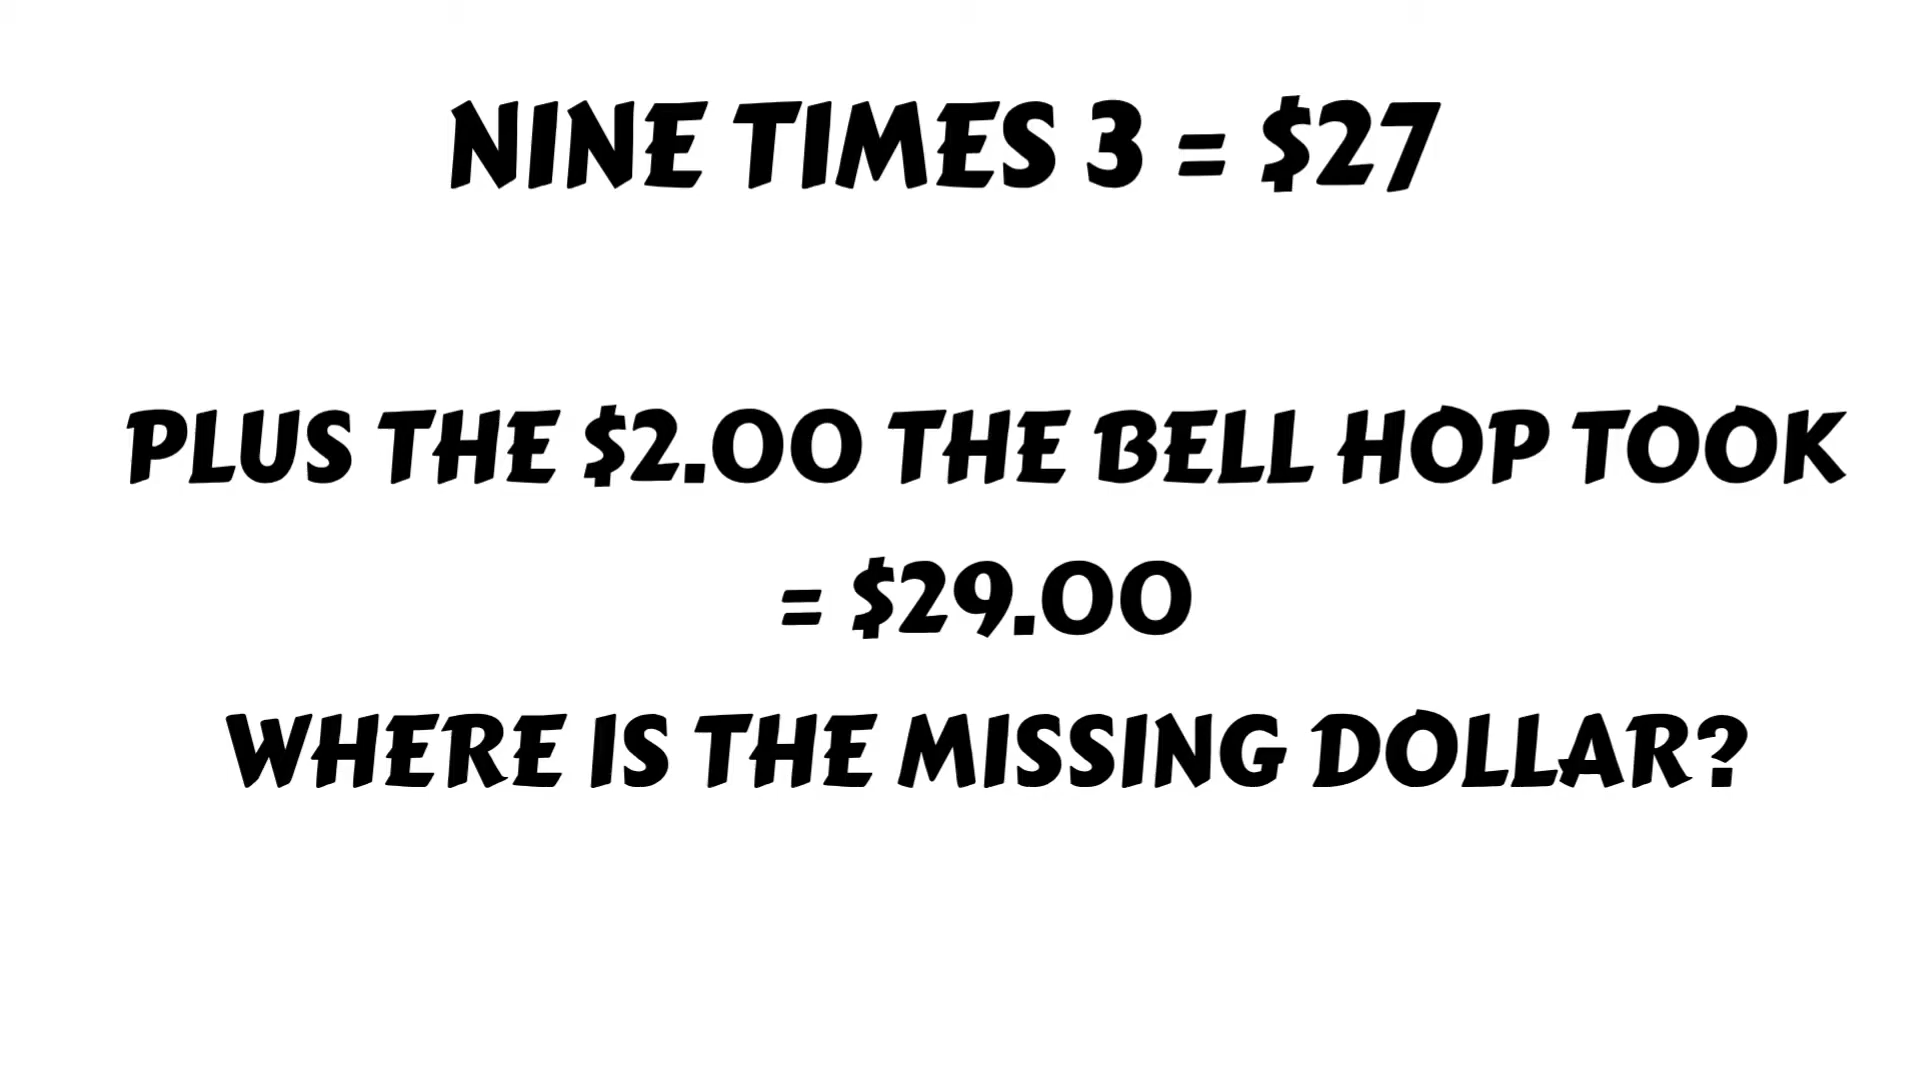 NINE TIMES 3 = $27
PLUS THE $2.00 THE BELL HOP TOOK
= $29.00
WHERE IS THE MISSING DOLLAR?